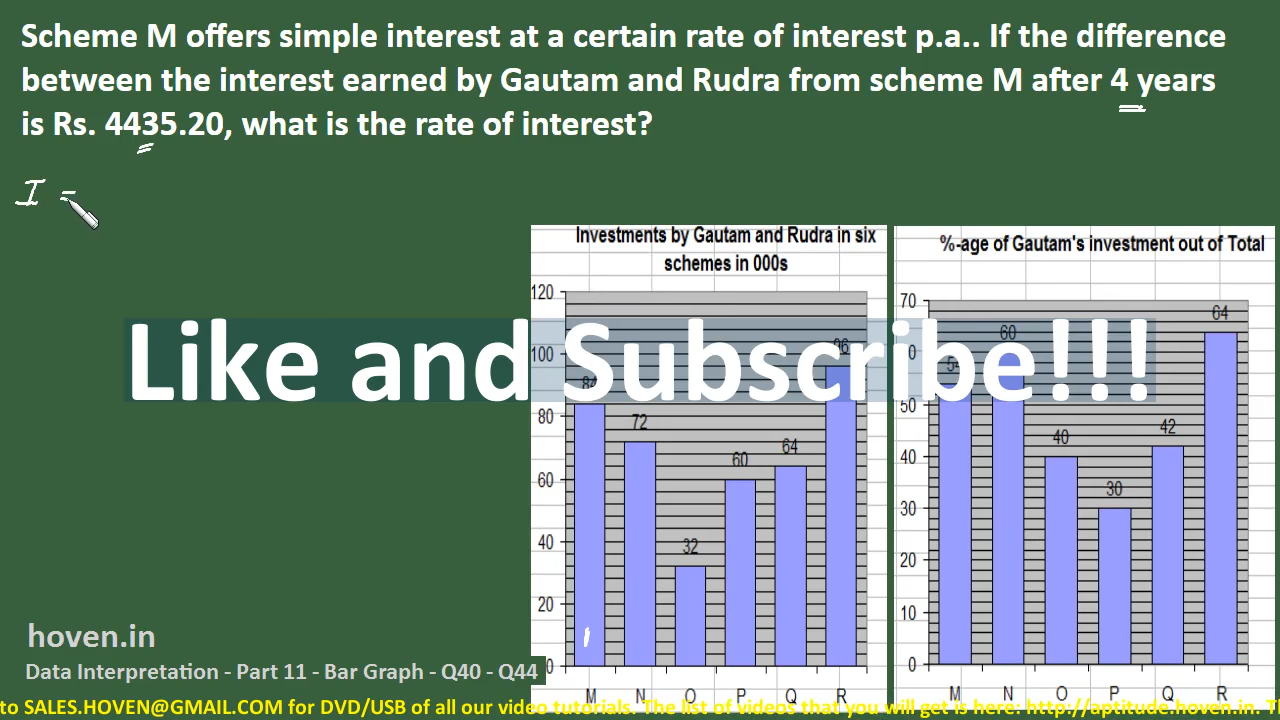 Scheme M offers simple interest at a certain rate of interest p.a.. If the difference
between the interest earned by Gautam and Rudra from scheme M after 4 years
is Rs. 4435.20, what is the rate of interest?
I =
Investments by Gautam and Rudra in six
schemes in 000s
120
100
80
60
40
20
0
84
72
32
60
64
96
M N O P Q R
%-age of Gautam's investment out of Total
70
50
40
30
20
10
0
60
40
30
42
64
M N O P Q R
Like and Subscribe!!!
hoven.in
Data Interpretation - Part 11 - Bar Graph - Q40 - Q44
to SALES.HOVEN@GMAIL.COM for DVD/USB of all our video tutorials. The list of videos that you will get is here: http://aptitude.hoven.in. T